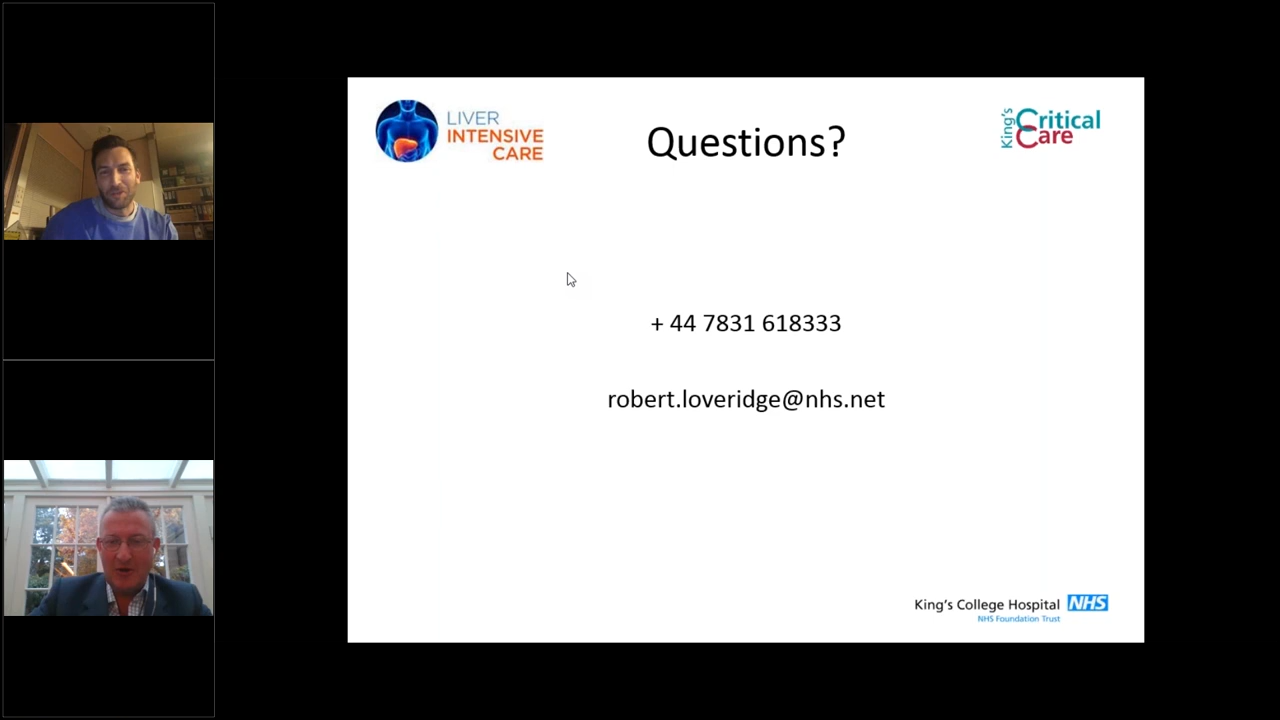 LIVER
INTENSIVE
CARE
Questions?
King's
Critical
Care
+ 44 7831 618333
robert.loveridge@nhs.net
King's College Hospital NHS
NHS Foundation Trust